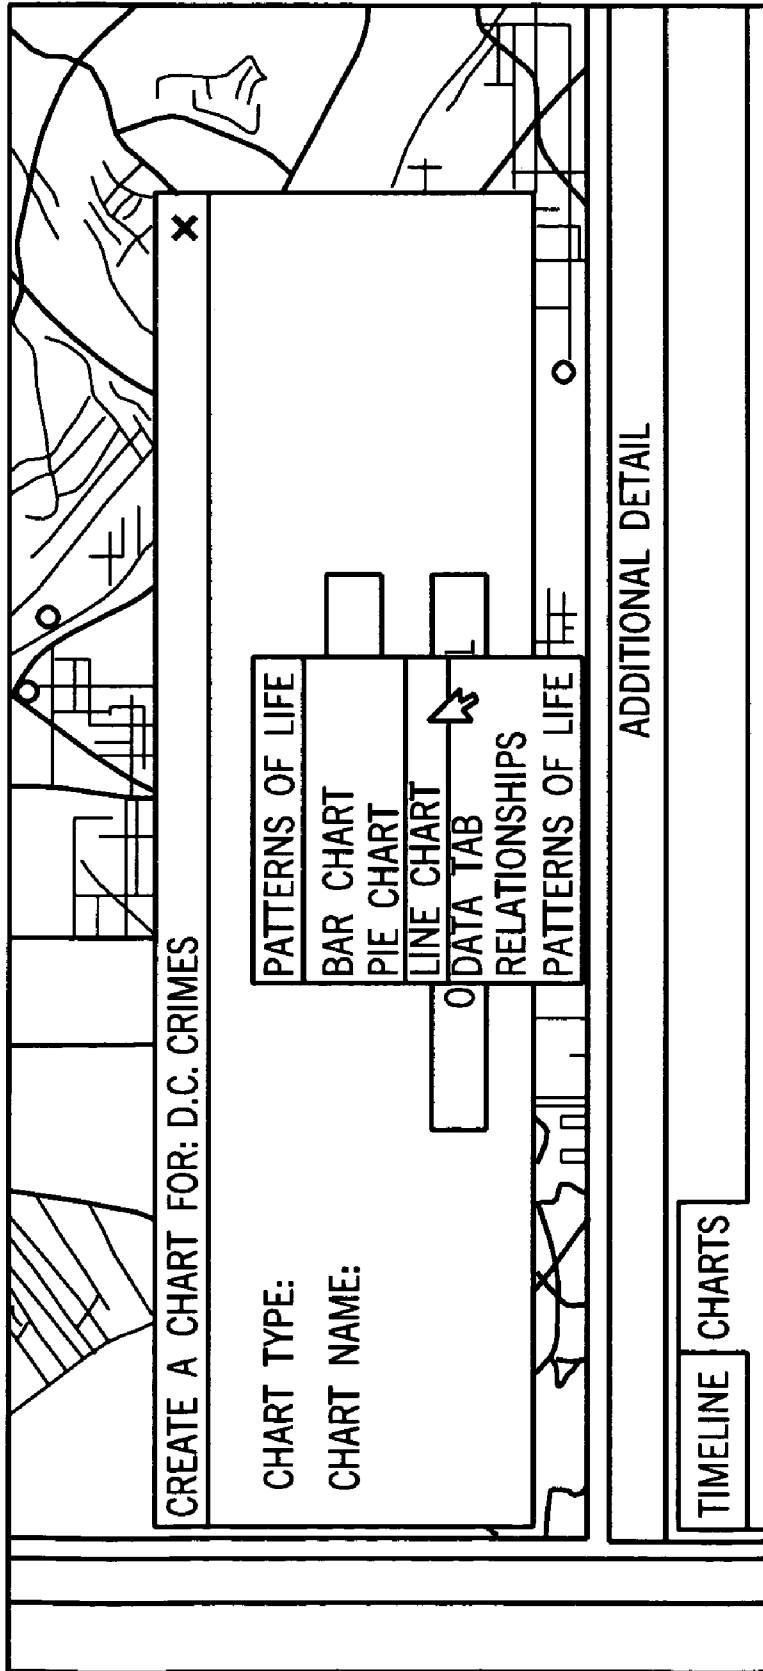 CREATE A CHART FOR: D.C. CRIMES
CHART TYPE:
PATTERNS OF LIFE
CHART NAME:
BAR CHART
PIE CHART
LINE CHART
DATA TAB
RELATIONSHIPS
PATTERNS OF LIFE
ADDITIONAL DETAIL
TIMELINE
CHARTS